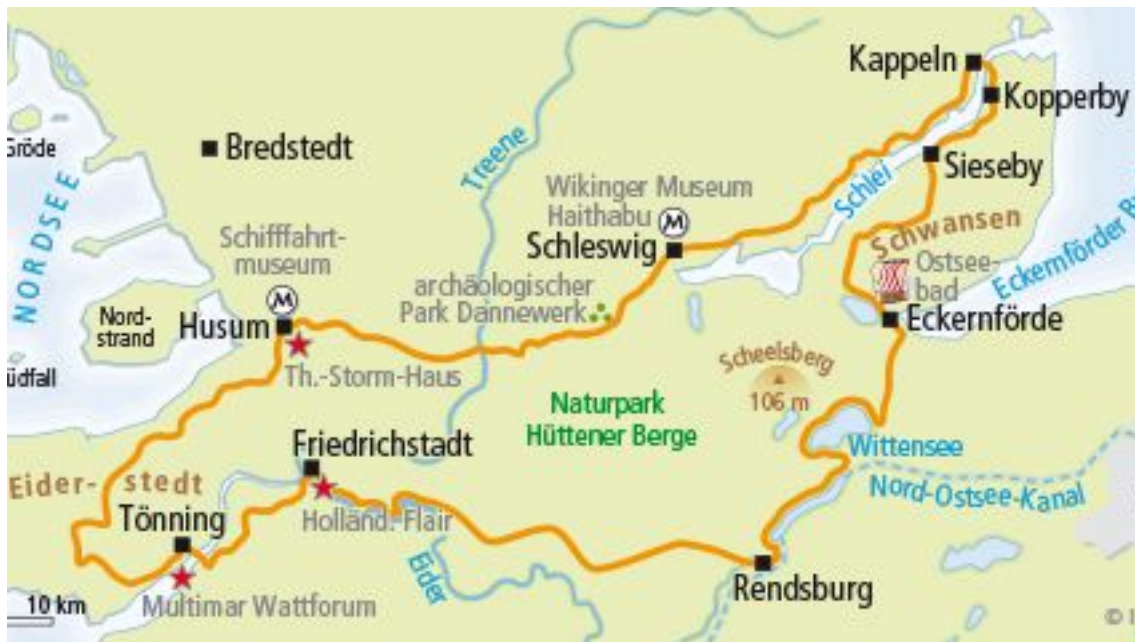 Kappeln
Kopperby
Gröde
Bredstedt
Treene
Sieseby
NORDSEE
Wikinger Museum
Haithabu
M
Schlei
Schifffahrt-
museum
Schleswig
Schwansen
Ostsee-
bad
Eckernförder B
archäologischer
Park Dannewerk
M
Nord-
strand
Husum
Eckernförde
üdfall
Th.-Storm-Haus
Scheelsberg
106 m
Naturpark
Hüttener Berge
Friedrichstadt
Wittensee
Eider-stedt
Nord-Ostsee-Kanal
Tönning
Holländ. Flair
Eider
Rendsburg
10 km
Multimar Wattforum
©